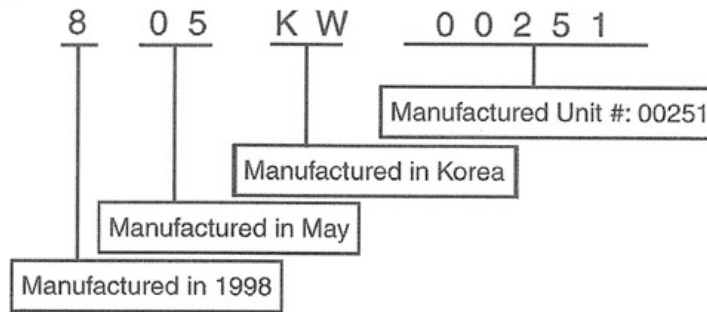 8 05 KW 00251
Manufactured Unit #: 00251
Manufactured in Korea
Manufactured in May
Manufactured in 1998